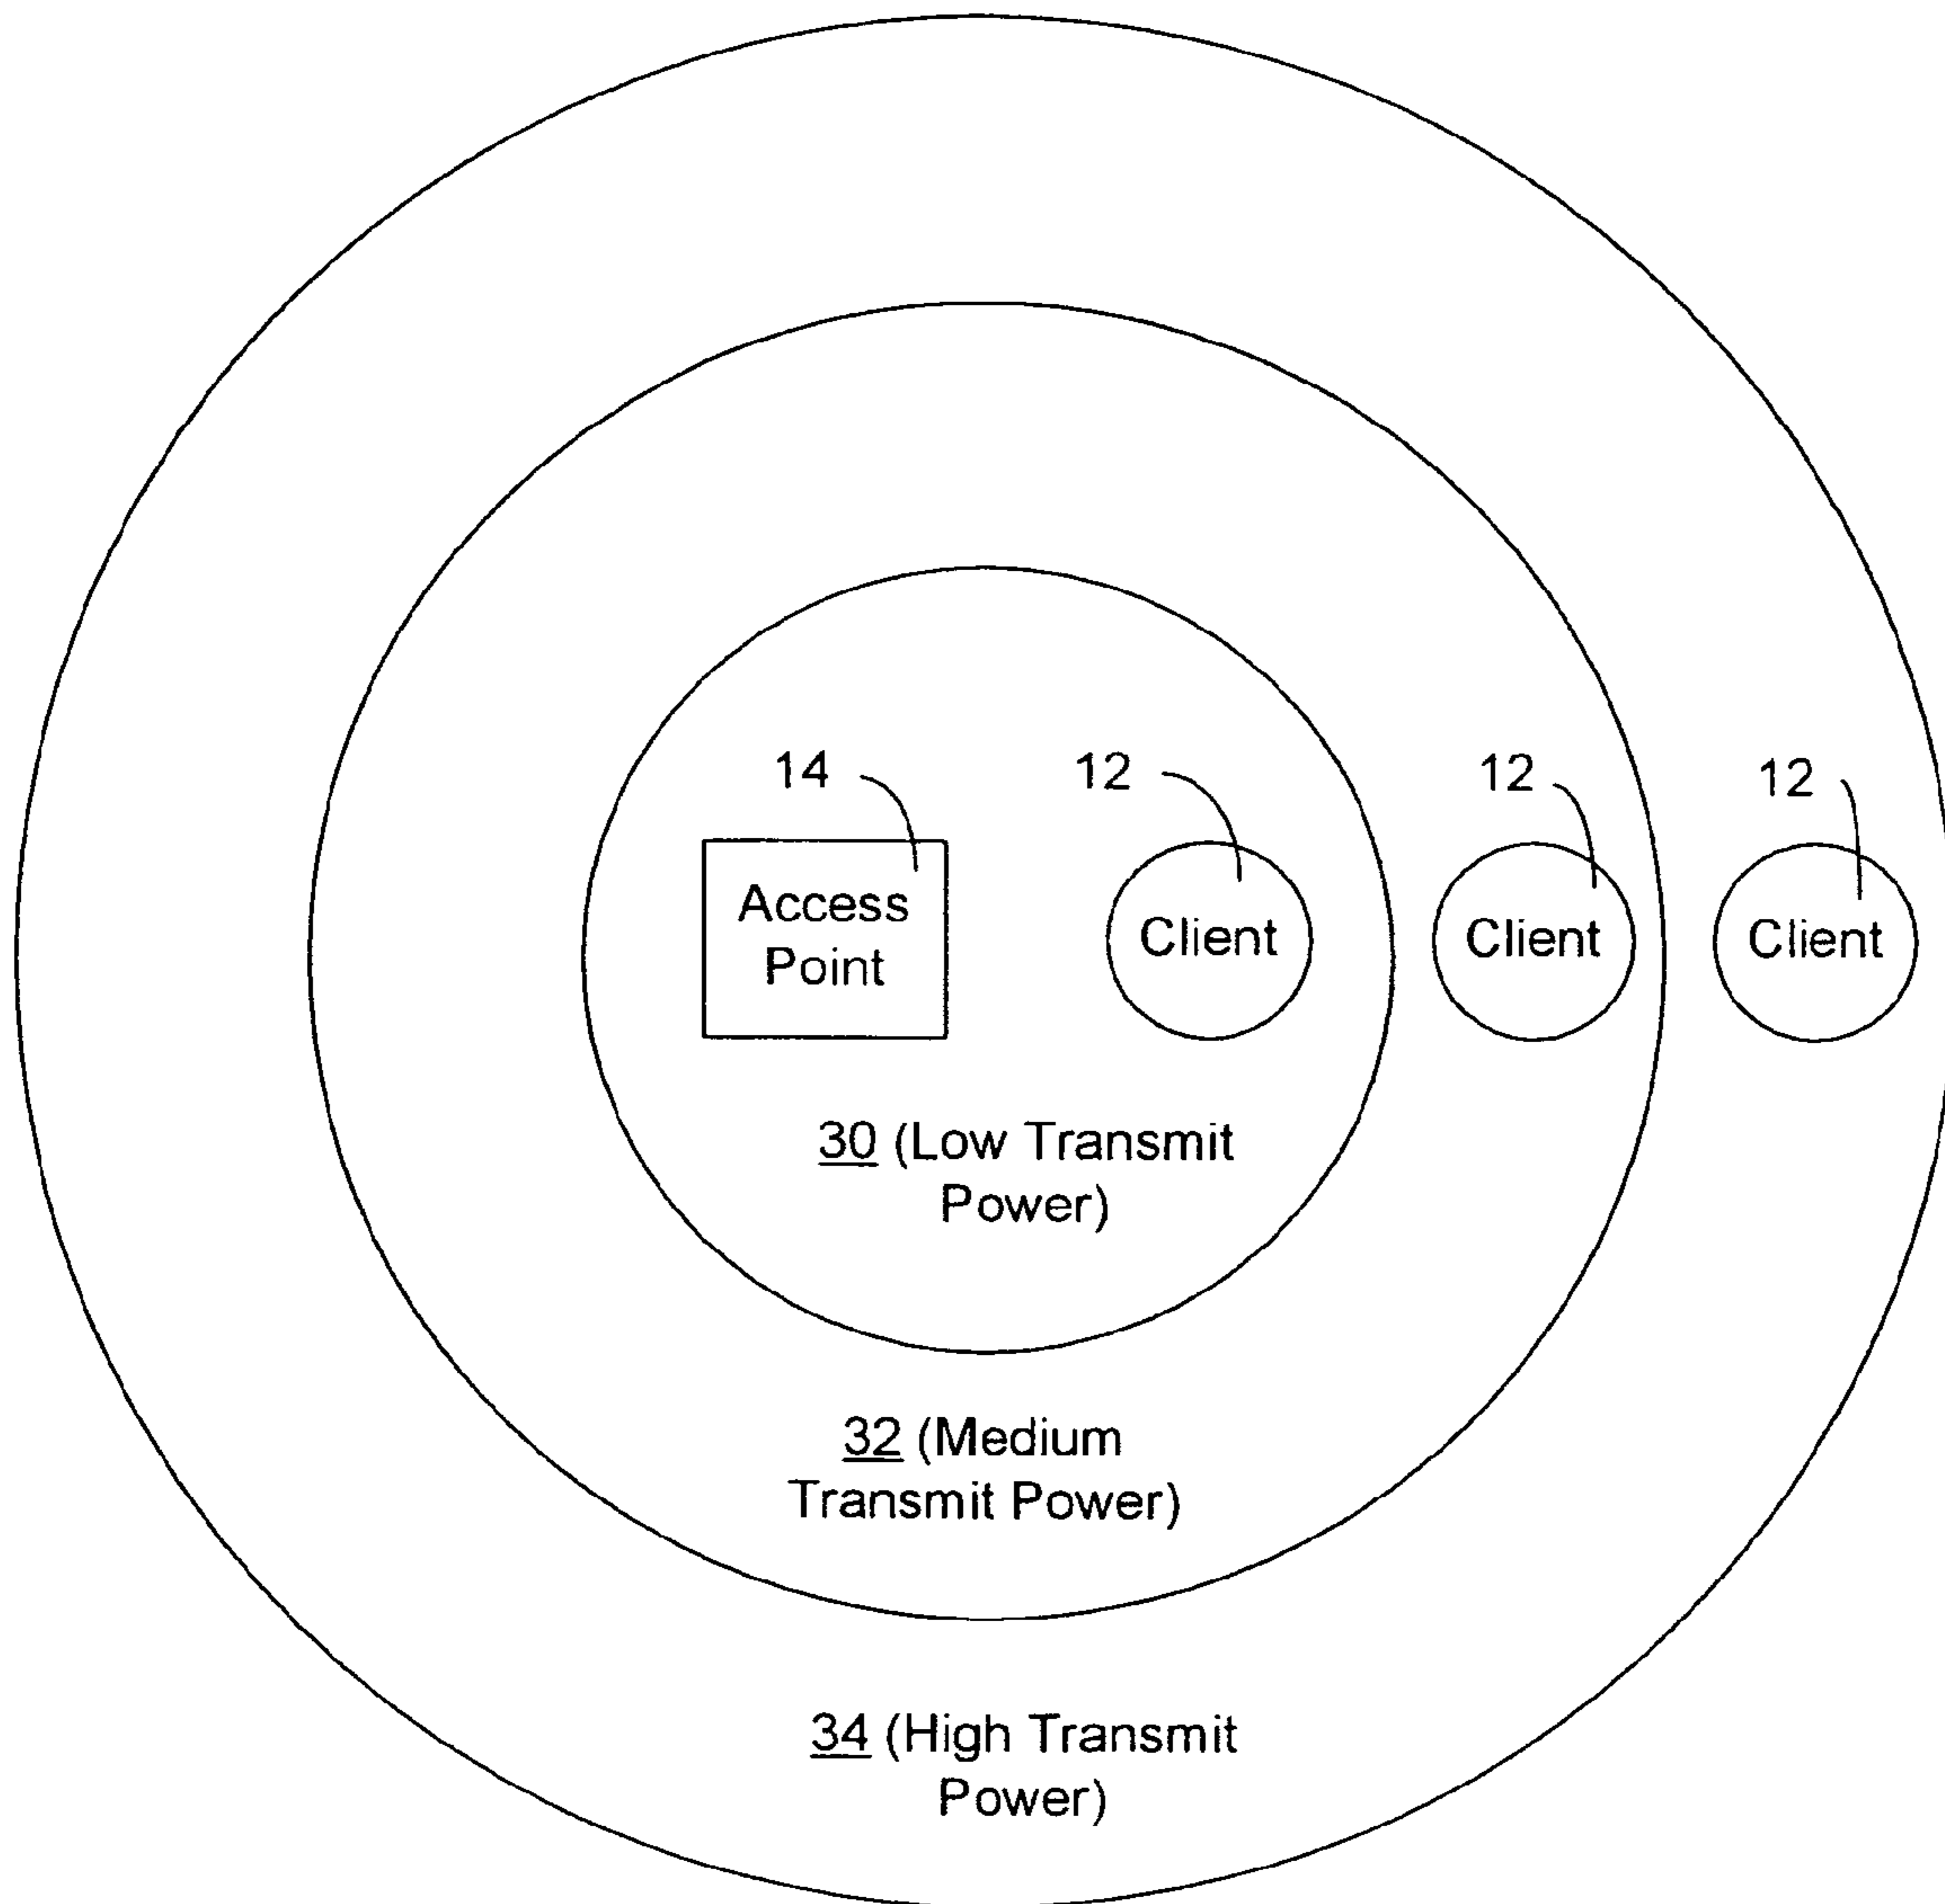 14
12
12
12
Access
Point
Client
Client
Client
30 (Low Transmit
Power)
32 (Medium
Transmit Power)
34 (High Transmit
Power)